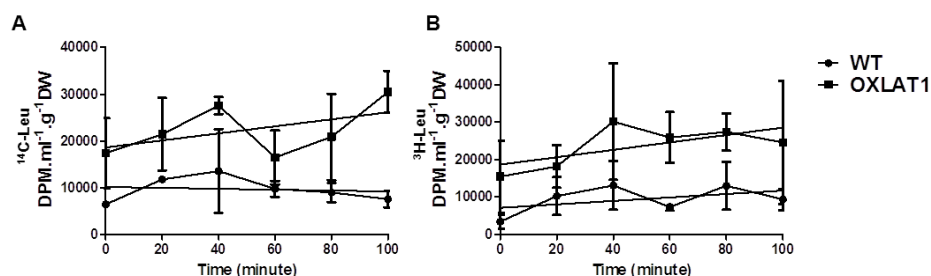 A
¹⁴C-Leu
DPM.ml⁻¹.g⁻¹DW
40000
30000
20000
10000
0
0 20 40 60 80 100
Time (minute)
B
³H-Leu
DPM.ml⁻¹.g⁻¹DW
50000
40000
30000
20000
10000
0
0 20 40 60 80 100
Time (minute)
WT
OXLAT1